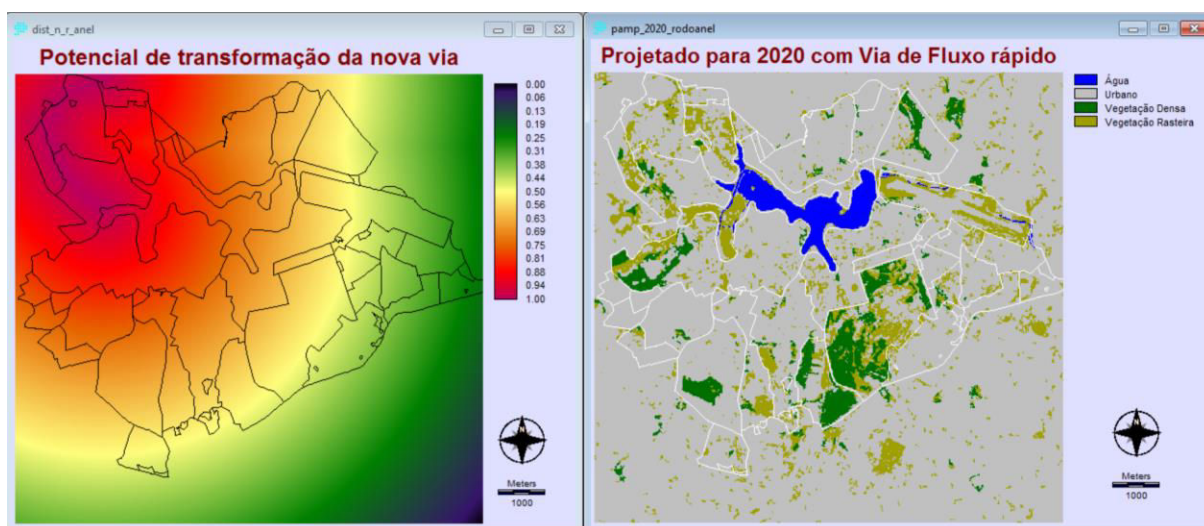 dist_n_r_anel
Potencial de transformação da nova via
0.00
0.06
0.13
0.19
0.25
0.31
0.38
0.44
0.50
0.56
0.63
0.69
0.75
0.81
0.88
0.94
1.00
N
Meters
1000
pamp_2020_rodoanel
Projetado para 2020 com Via de Fluxo rápido
Água
Urbano
Vegetação Densa
Vegetação Rasteira
N
Meters
1000